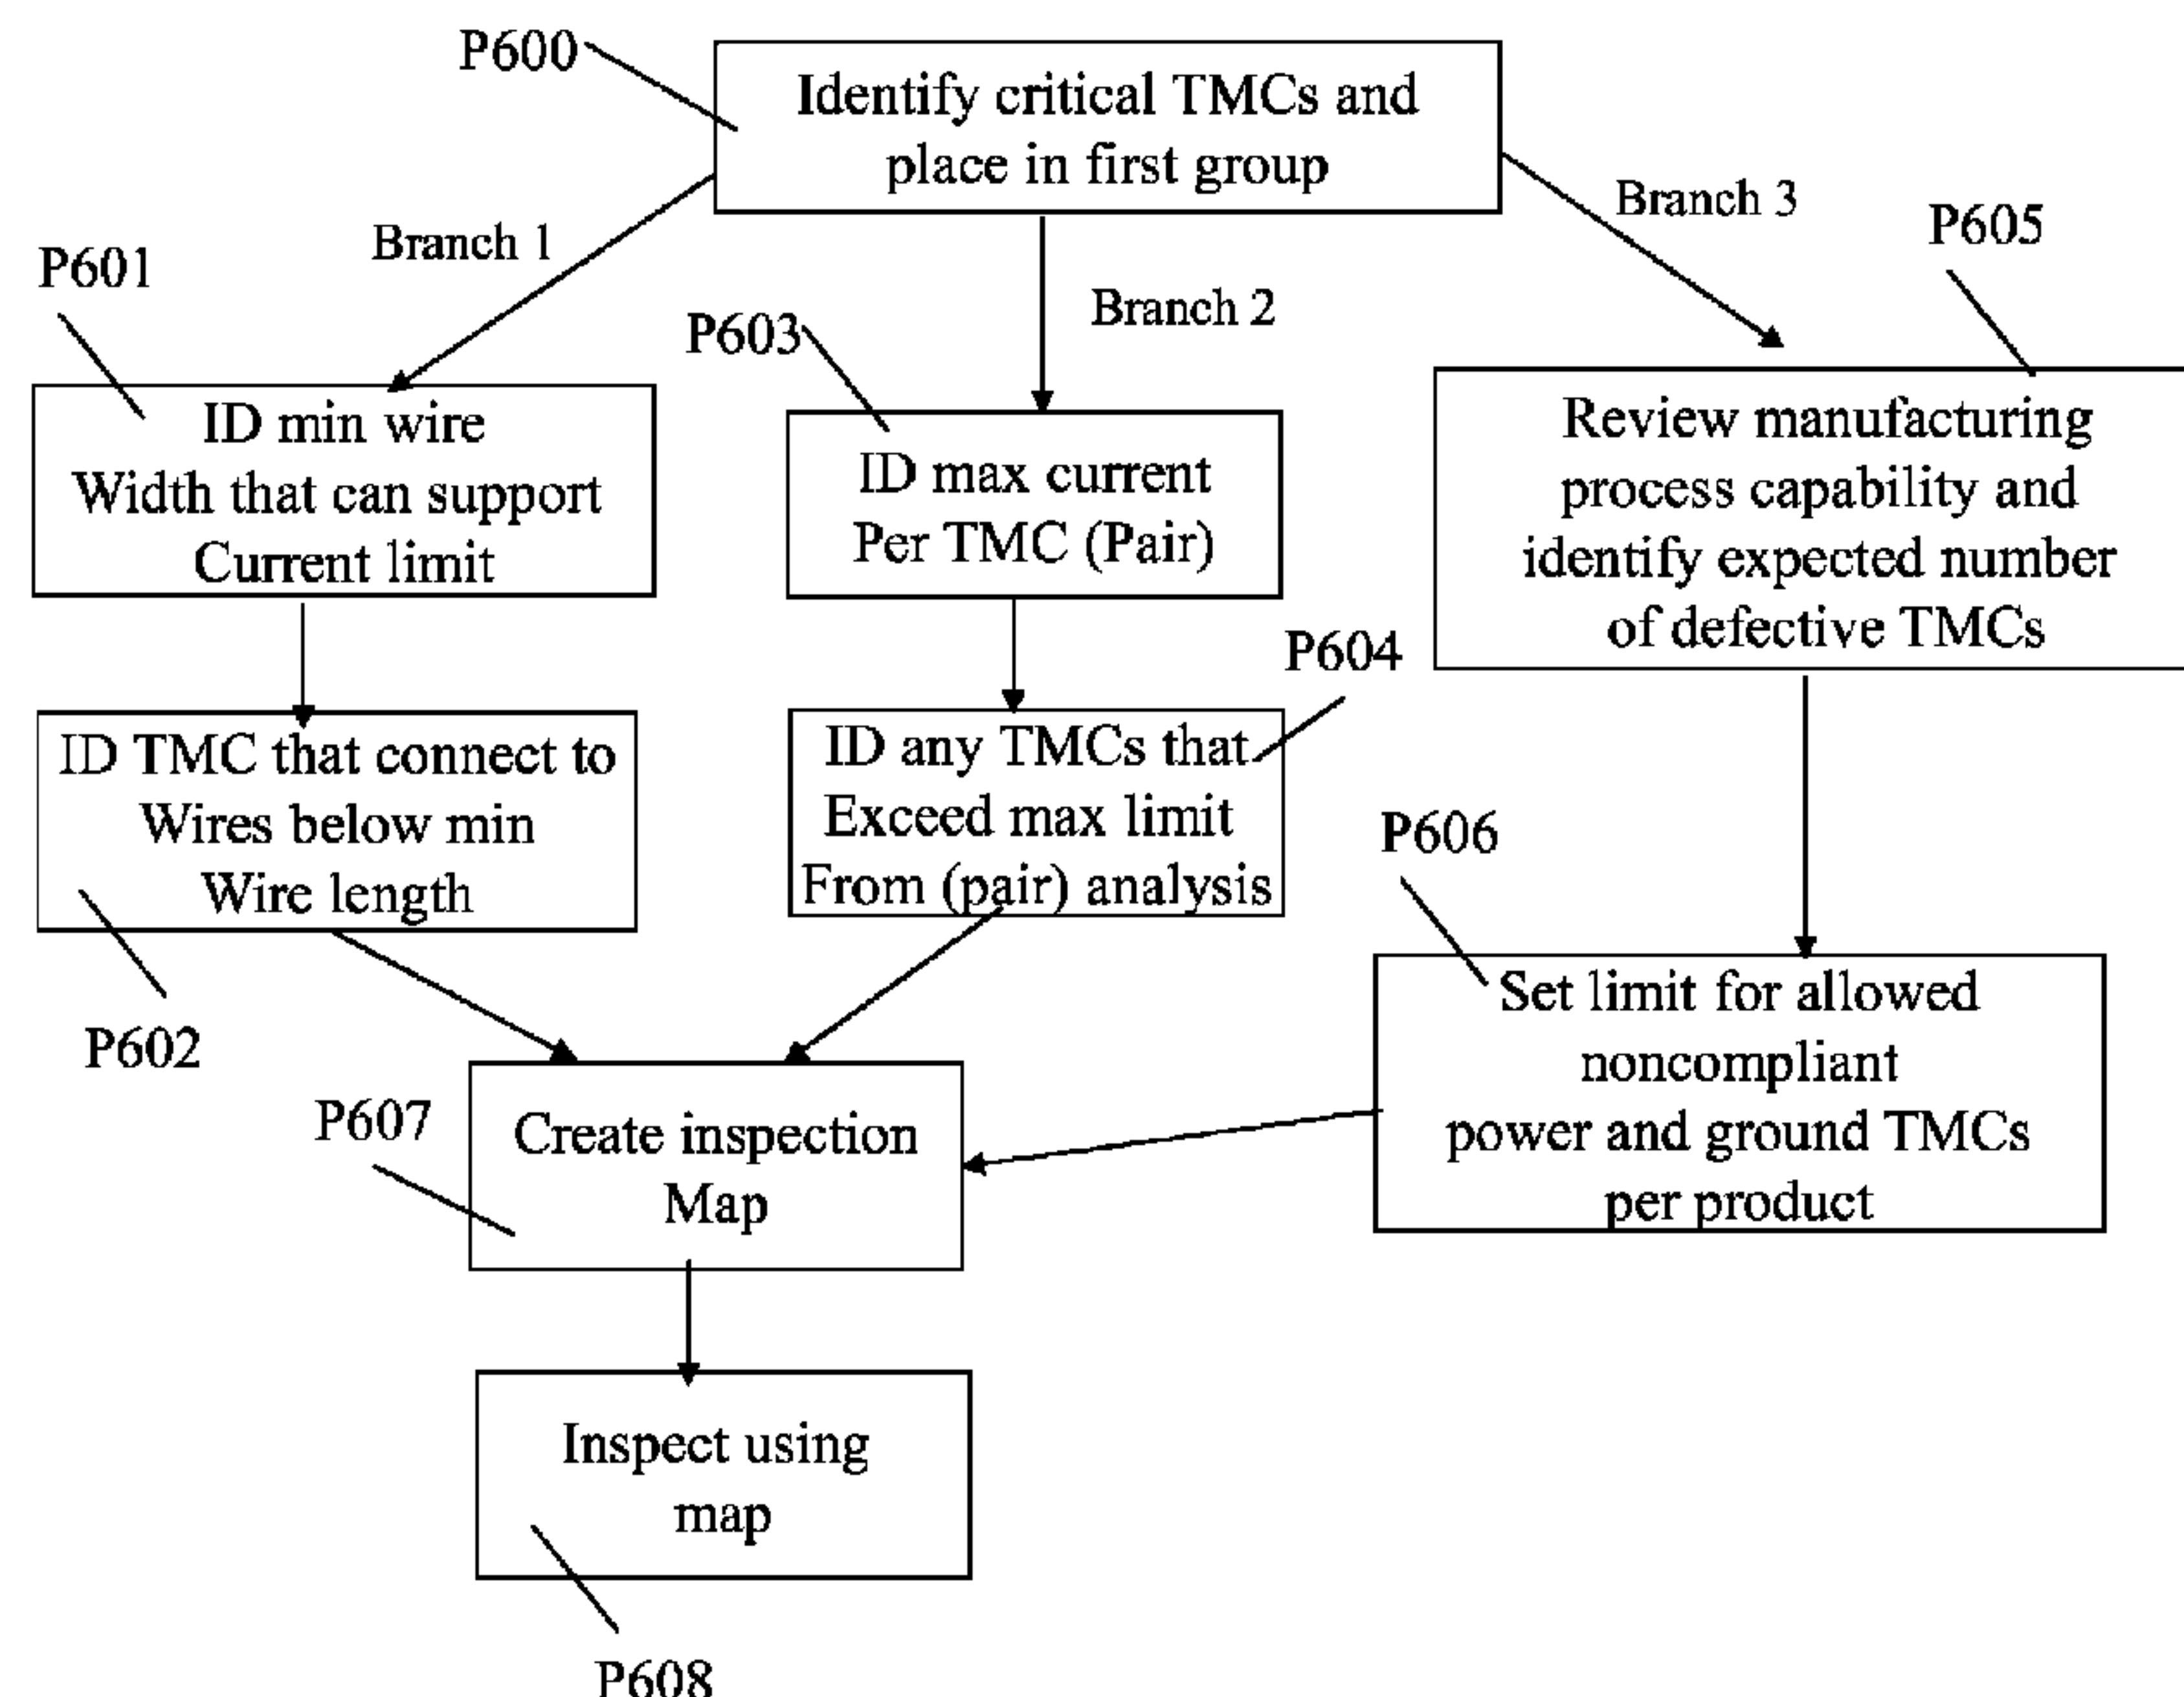 P600
Identify critical TMCs and
place in first group
Branch 1
Branch 2
Branch 3
P601
ID min wire
Width that can support
Current limit
P603
ID max current
Per TMC (Pair)
P605
Review manufacturing
process capability and
identify expected number
of defective TMCs
ID TMC that connect to
Wires below min
Wire length
P602
P604
ID any TMCs that
Exceed max limit
From (pair) analysis
P606
Set limit for allowed
noncompliant
power and ground TMCs
per product
P607
Create inspection
Map
Inspect using
map
P608